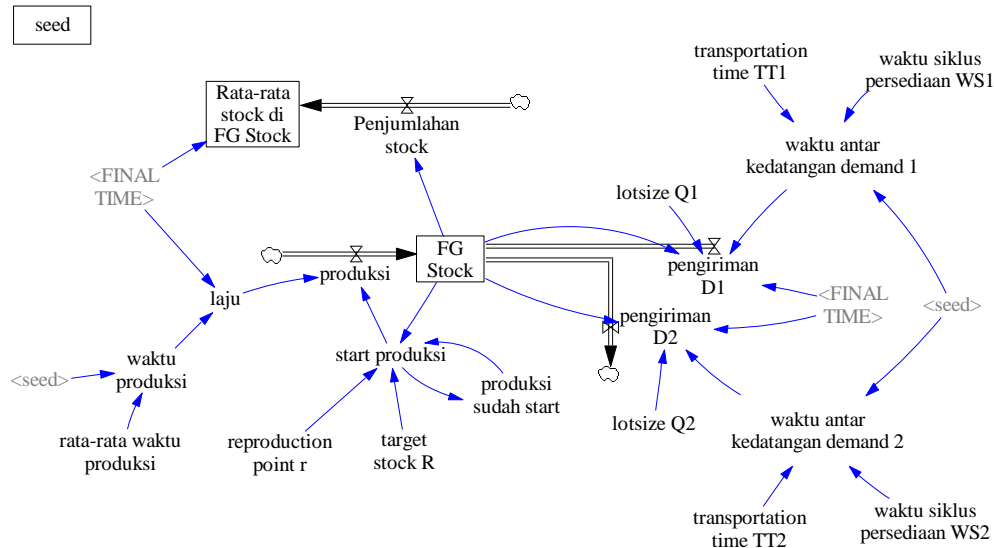 seed
Rata-rata
stock di
FG Stock
Penjumlahan
stock
transportation
time TT1
waktu siklus
persediaan WS1
waktu antar
kedatangan demand 1
<FINAL
TIME>
lotsize Q1
FG
Stock
produksi
pengiriman
D1
laju
pengiriman
D2
<FINAL
TIME>
<seed>
start produksi
waktu
produksi
<seed>
produksi
sudah start
rata-rata waktu
produksi
reproduction
point r
target
stock R
lotsize Q2
waktu antar
kedatangan demand 2
transportation
time TT2
waktu siklus
persediaan WS2